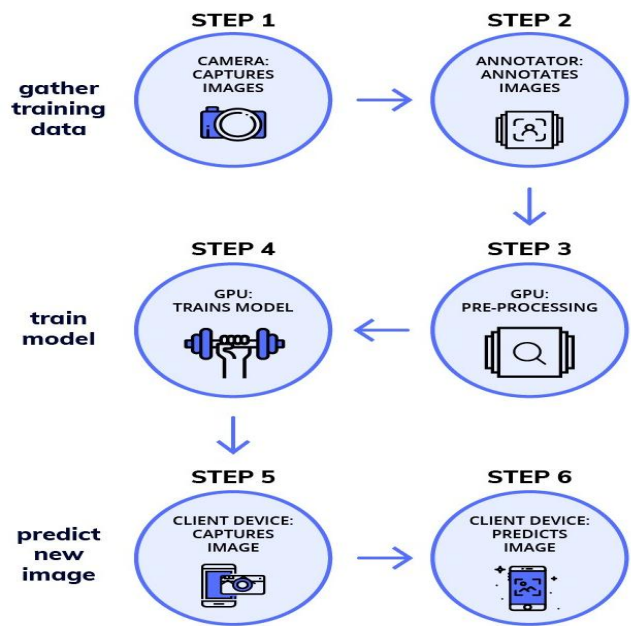 STEP 1
STEP 2
gather
training
data
CAMERA:
CAPTURES
IMAGES
ANNOTATOR:
ANNOTATES
IMAGES
STEP 4
STEP 3
train
model
GPU:
TRAINS MODEL
GPU:
PRE-PROCESSING
STEP 5
STEP 6
predict
new
image
CLIENT DEVICE:
CAPTURES
IMAGE
CLIENT DEVICE:
PREDICTS
IMAGE